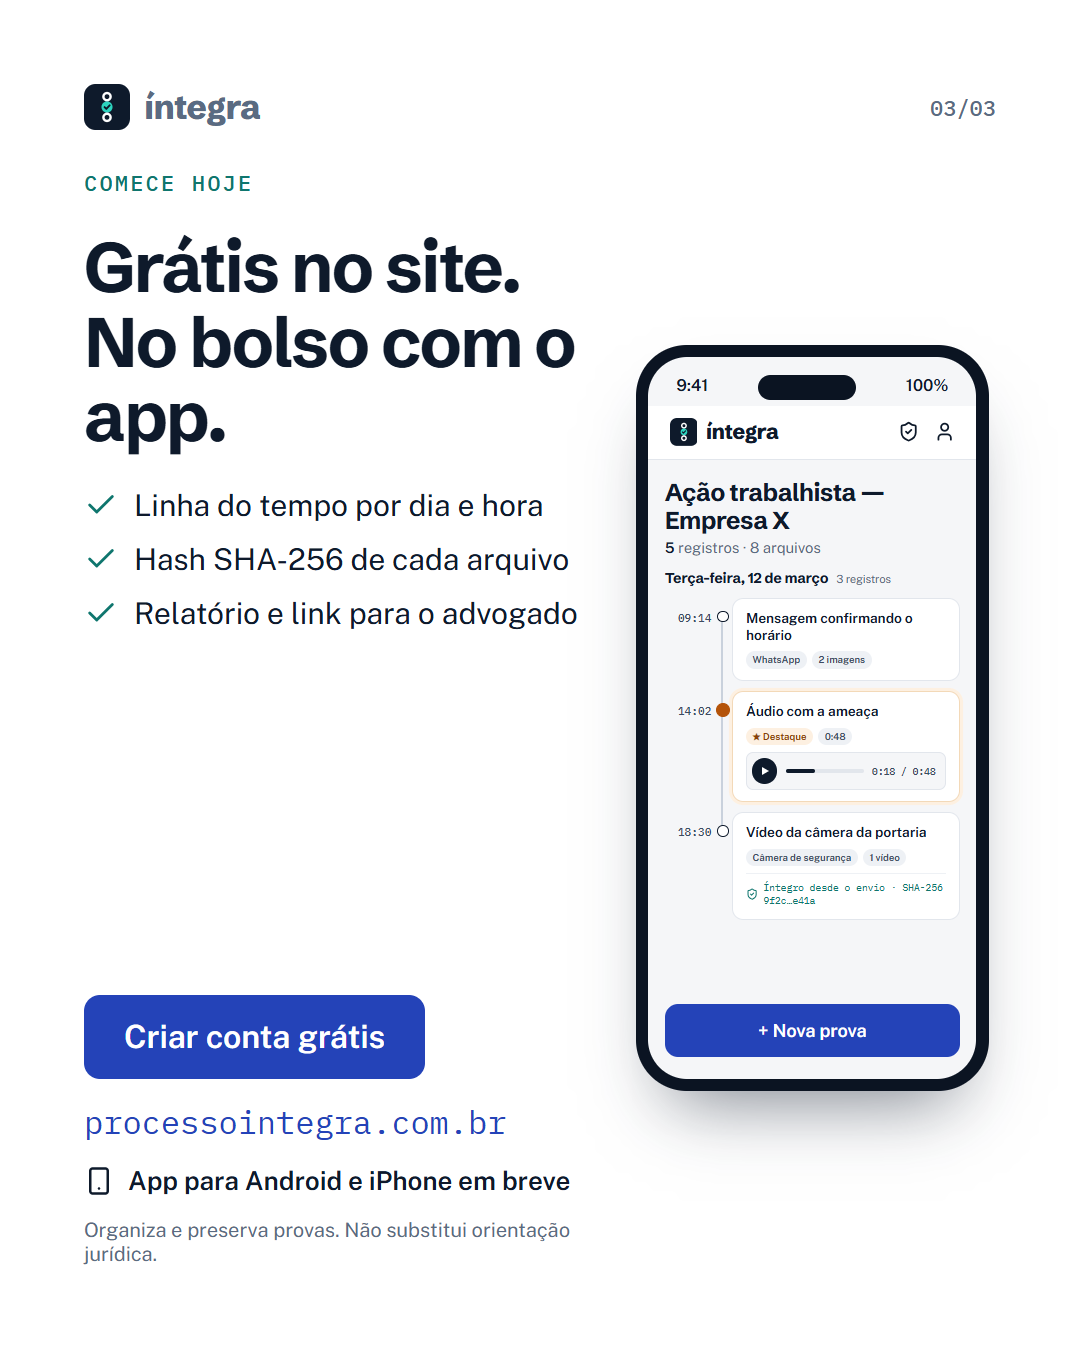 íntegra
03/03
COMECE HOJE
Grátis no site.
No bolso com o
app.
Linha do tempo por dia e hora
Hash SHA-256 de cada arquivo
Relatório e link para o advogado
9:41
100%
íntegra
Ação trabalhista —
Empresa X
5 registros · 8 arquivos
Terça-feira, 12 de março 3 registros
09:14
Mensagem confirmando o
horário
WhatsApp 2 imagens
14:02
Áudio com a ameaça
★ Destaque 0:48
0:18 / 0:48
18:30
Vídeo da câmera da portaria
Câmera de segurança 1 vídeo
Íntegro desde o envio · SHA-256
9f2c…e41a
+ Nova prova
Criar conta grátis
processointegra.com.br
App para Android e iPhone em breve
Organiza e preserva provas. Não substitui orientação
jurídica.